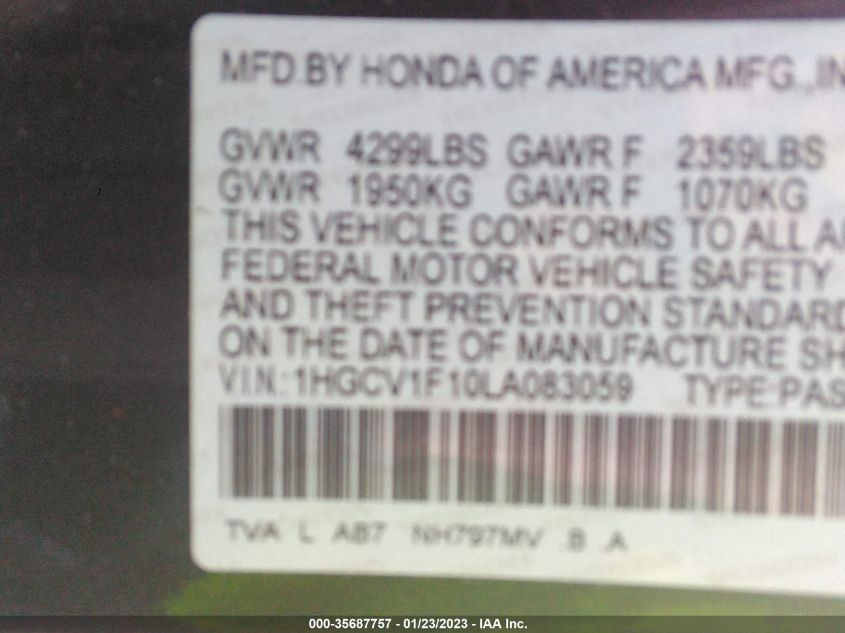 MFD.BY HONDA OF AMERICA MFG.,IN
GVWR 4299LBS GAWR F 2359LBS
GVWR 1950KG GAWR F 1070KG
THIS VEHICLE CONFORMS TO ALL A
FEDERAL MOTOR VEHICLE SAFETY
AND THEFT PREVENTION STANDARD
ON THE DATE OF MANUFACTURE SH
V.I.N.:1HGCV1F10LA083059 TYPE:PAS
TVA L AB7 NH797MV .B .A
000-35687757 - 01/23/2023 - IAA Inc.